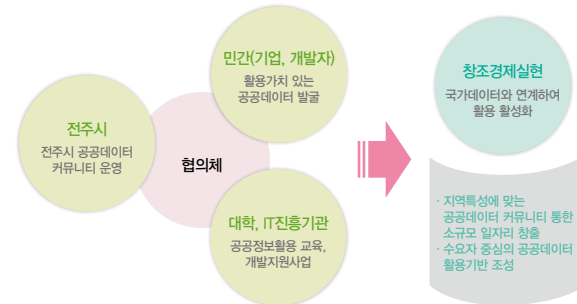 민간(기업, 개발자)
활용가치 있는
공공데이터 발굴
전주시
전주시 공공데이터
커뮤니티 운영
협의체
대학, IT진흥기관
공공정보활용 교육,
개발지원사업
창조경제실현
국가데이터와 연계하여
활용 활성화
· 지역특성에 맞는
공공데이터 커뮤니티 통한
소규모 일자리 창출
· 수요자 중심의 공공데이터
활용기반 조성